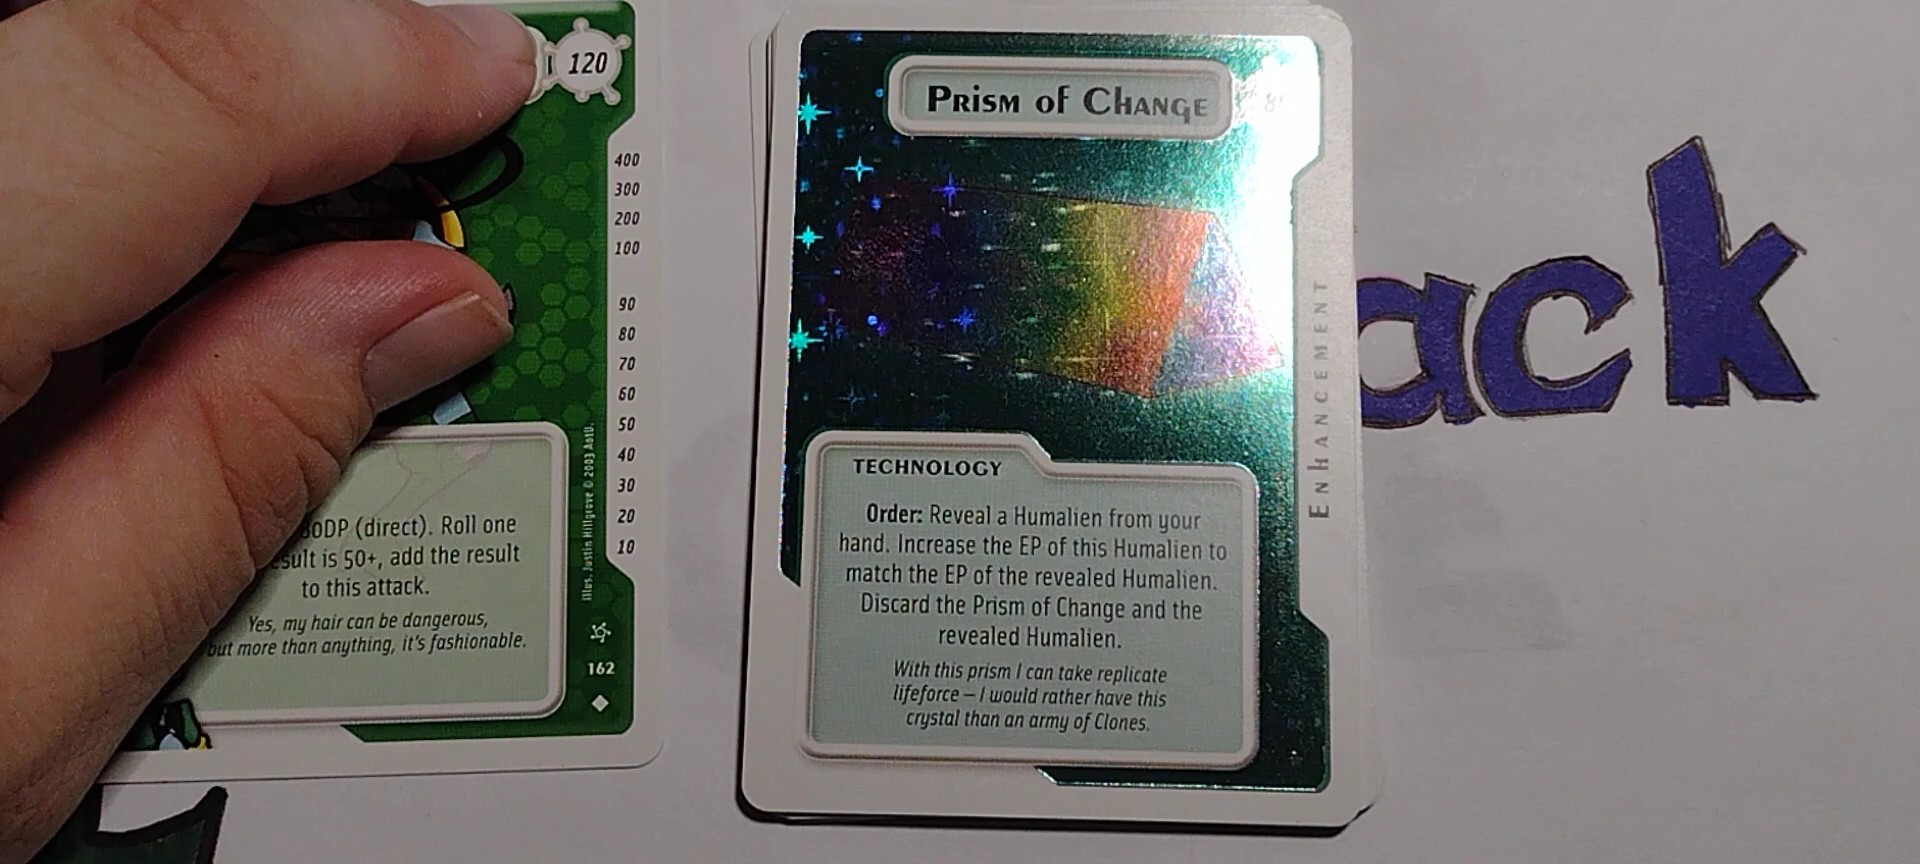 120
400
300
200
100
90
80
70
60
50
40
30
20
10
(direct). Roll one
is 50+, add the result
to this attack.
Yes, my hair can be dangerous,
but more than anything, it's fashionable.
Illus. Justin Hillgrove © 2003 AotU.
162
Prism of Change
ENHANCEMENT
TECHNOLOGY
Order: Reveal a Humalien from your
hand. Increase the EP of this Humalien to
match the EP of the revealed Humalien.
Discard the Prism of Change and the
revealed Humalien.
With this prism I can take replicate
lifeforce – I would rather have this
crystal than an army of Clones.
ack